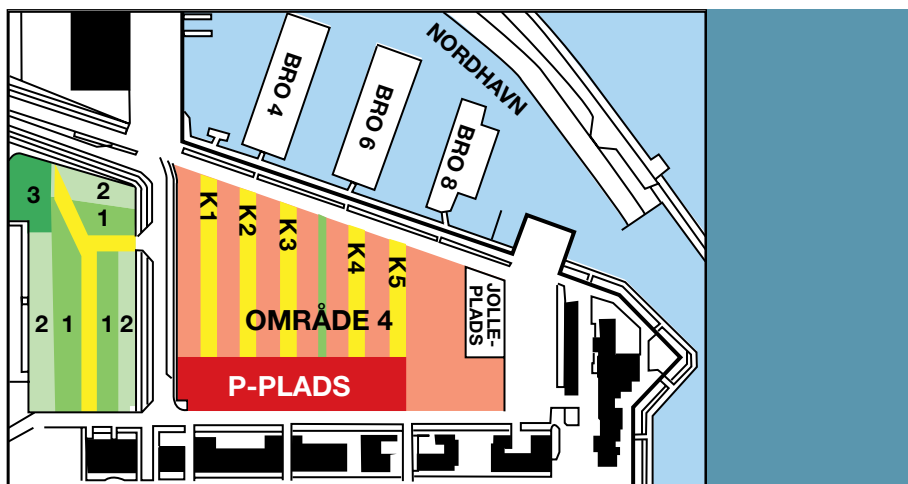 BRO 4
BRO 6
BRO 8
NORDHAVN
3
2
1
K1
K2
K3
K4
K5
2
1
1
2
OMRÅDE 4
JOLLE-
PLADS
P-PLADS